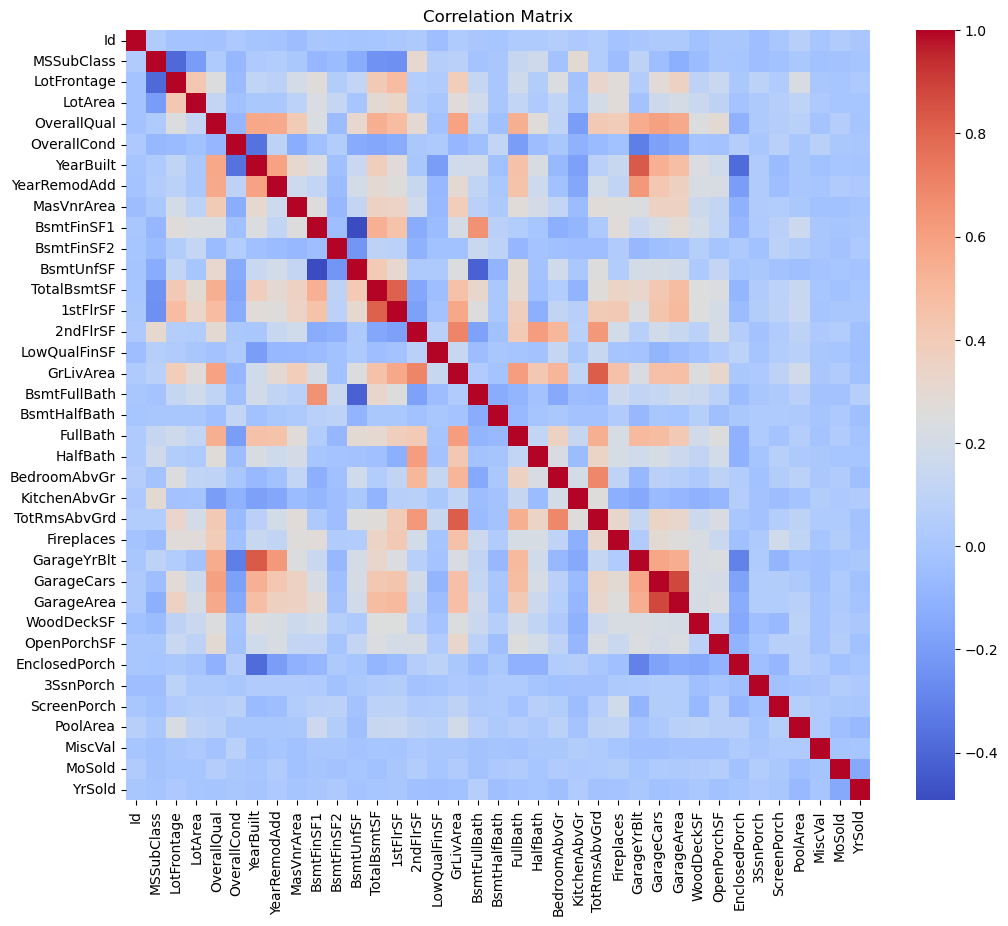 Correlation Matrix
Id
MSSubClass
LotFrontage
LotArea
OverallQual
OverallCond
YearBuilt
YearRemodAdd
MasVnrArea
BsmtFinSF1
BsmtFinSF2
BsmtUnfSF
TotalBsmtSF
1stFlrSF
2ndFlrSF
LowQualFinSF
GrLivArea
BsmtFullBath
BsmtHalfBath
FullBath
HalfBath
BedroomAbvGr
KitchenAbvGr
TotRmsAbvGrd
Fireplaces
GarageYrBlt
GarageCars
GarageArea
WoodDeckSF
OpenPorchSF
EnclosedPorch
3SsnPorch
ScreenPorch
PoolArea
MiscVal
MoSold
YrSold
Id
MSSubClass
LotFrontage
LotArea
OverallQual
OverallCond
YearBuilt
YearRemodAdd
MasVnrArea
BsmtFinSF1
BsmtFinSF2
BsmtUnfSF
TotalBsmtSF
1stFlrSF
2ndFlrSF
LowQualFinSF
GrLivArea
BsmtFullBath
BsmtHalfBath
FullBath
HalfBath
BedroomAbvGr
KitchenAbvGr
TotRmsAbvGrd
Fireplaces
GarageYrBlt
GarageCars
GarageArea
WoodDeckSF
OpenPorchSF
EnclosedPorch
3SsnPorch
ScreenPorch
PoolArea
MiscVal
MoSold
YrSold
1.0
0.8
0.6
0.4
0.2
0.0
−0.2
−0.4